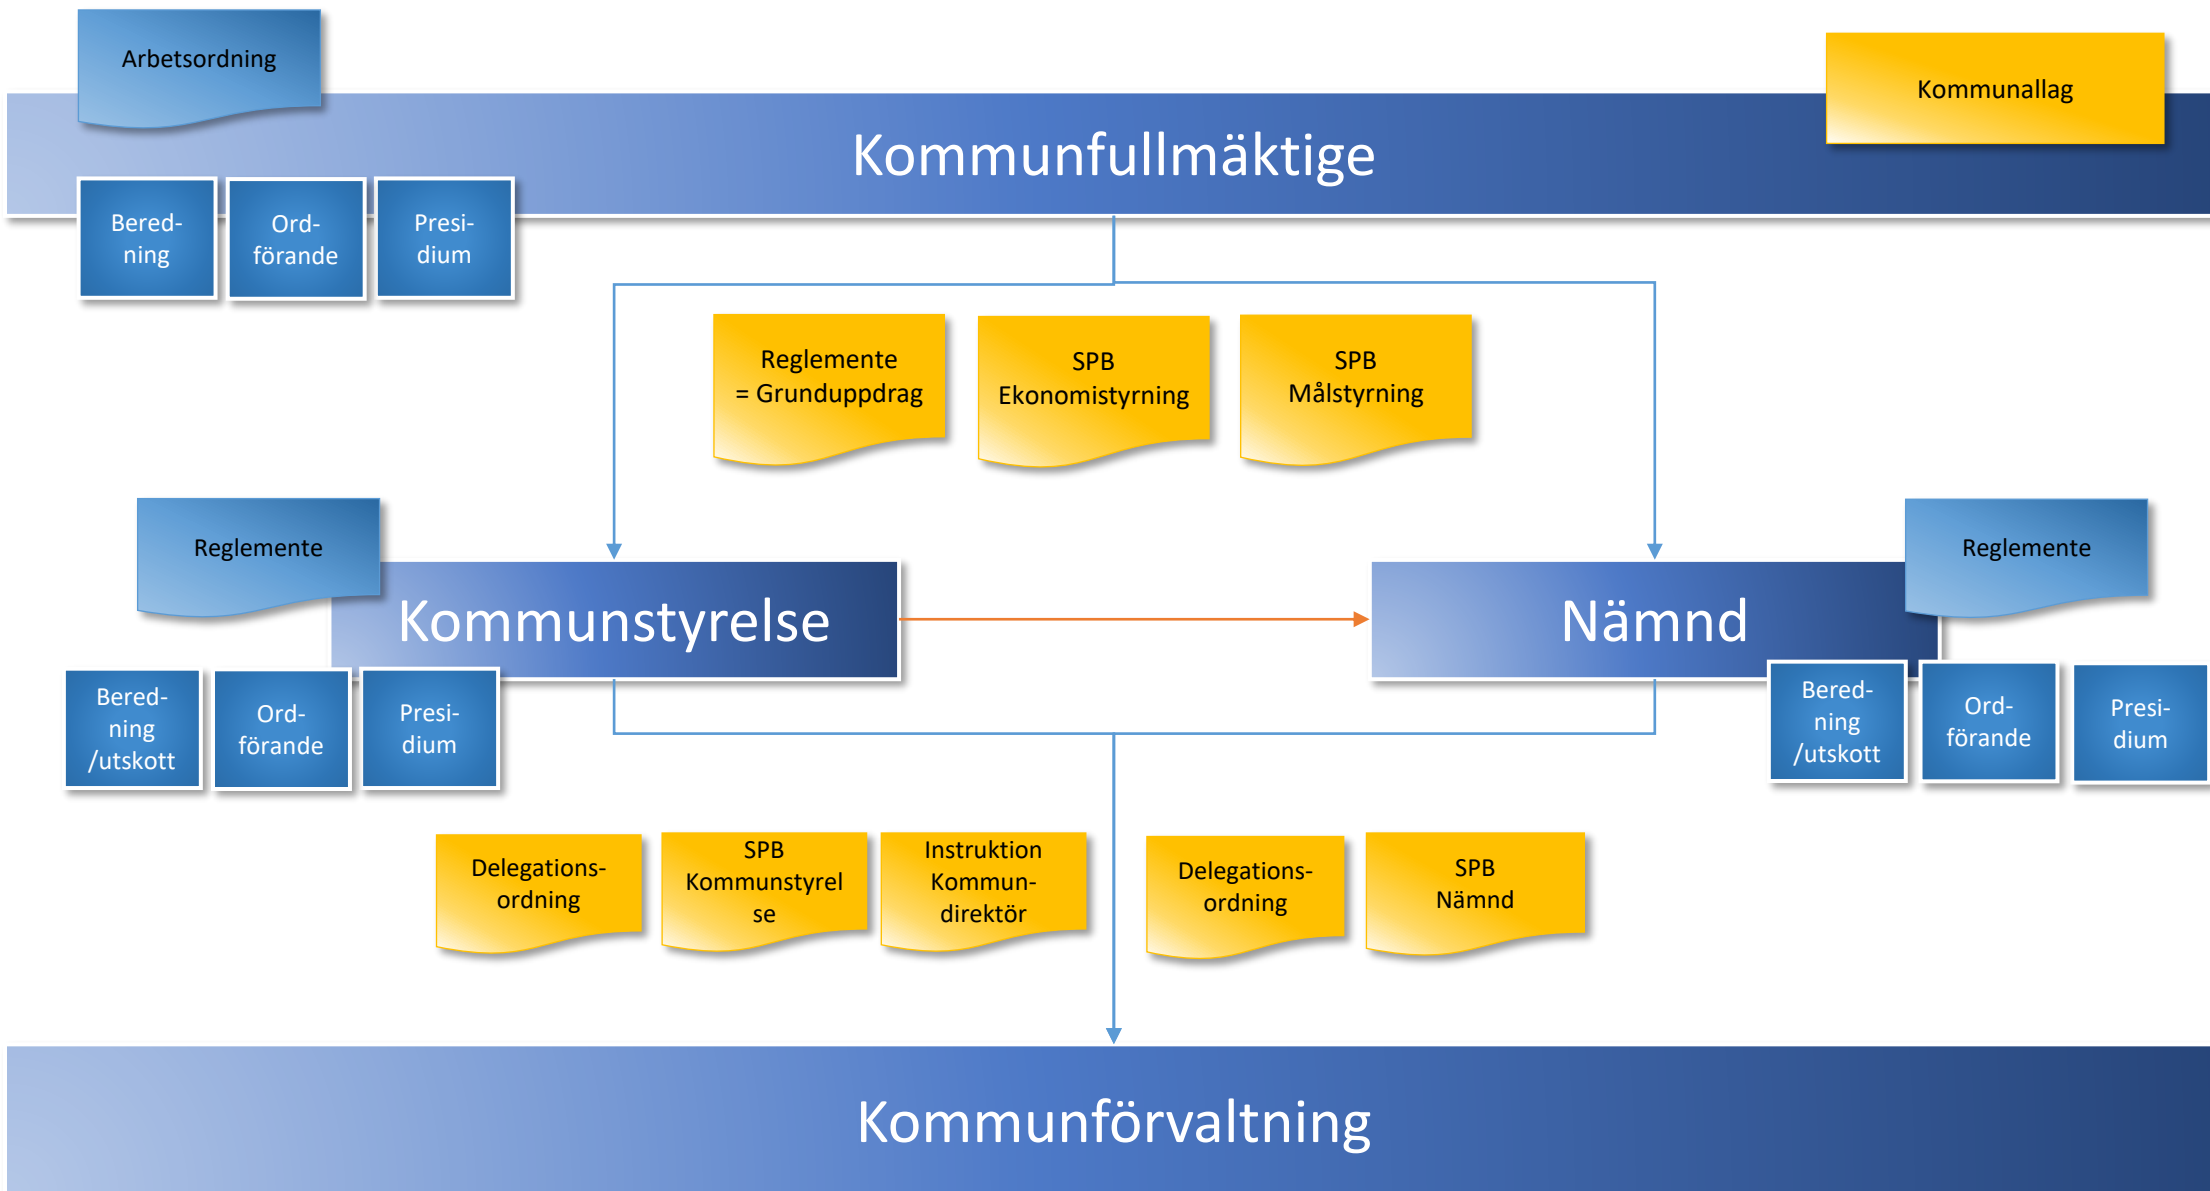 Arbetsordning
Kommunallag
Kommunfullmäktige
Bered-
ning
Ord-
förande
Presi-
dium
Reglemente
= Grunduppdrag
SPB
Ekonomistyrning
SPB
Målstyrning
Reglemente
Reglemente
Kommunstyrelse
Nämnd
Bered-
ning
/utskott
Ord-
förande
Presi-
dium
Bered-
ning
/utskott
Ord-
förande
Presi-
dium
Delegations-
ordning
SPB
Kommunstyrel
se
Instruktion
Kommun-
direktör
Delegations-
ordning
SPB
Nämnd
Kommunförvaltning